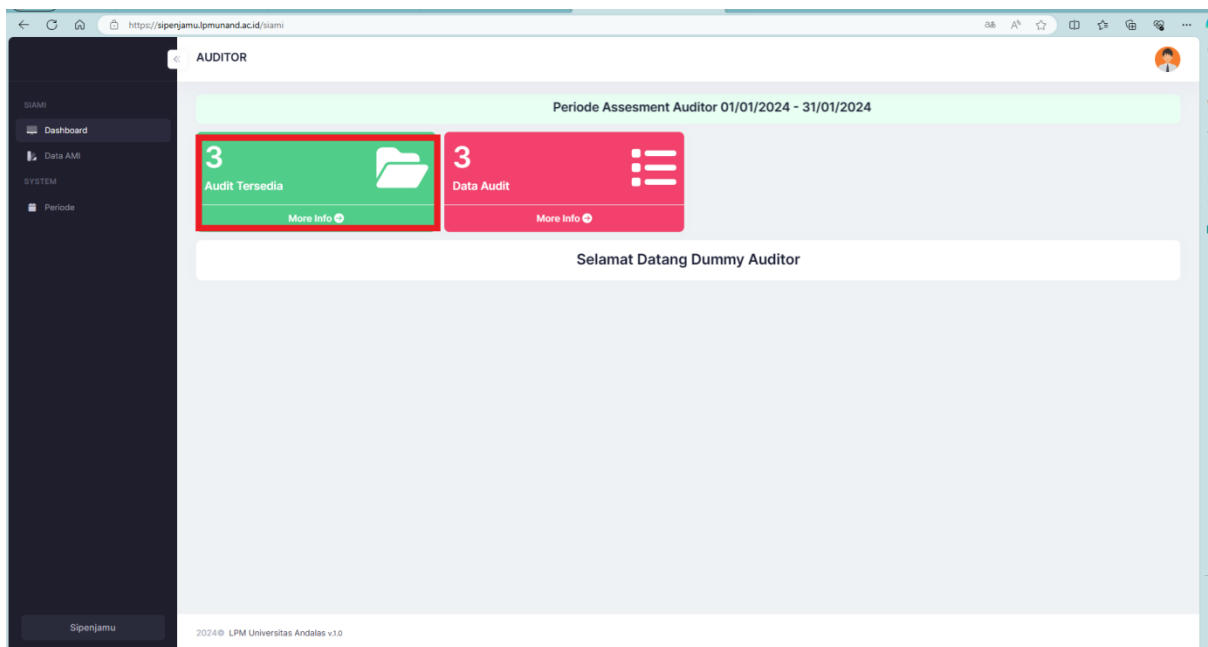 https://sipenjamu.lpmunand.ac.id/siami
AUDITOR
SIAMI
Dashboard
Data AMI
SYSTEM
Periode
Sipenjamu
Periode Assesment Auditor 01/01/2024 - 31/01/2024
3
Audit Tersedia
More Info
3
Data Audit
More Info
Selamat Datang Dummy Auditor
2024© LPM Universitas Andalas v.1.0